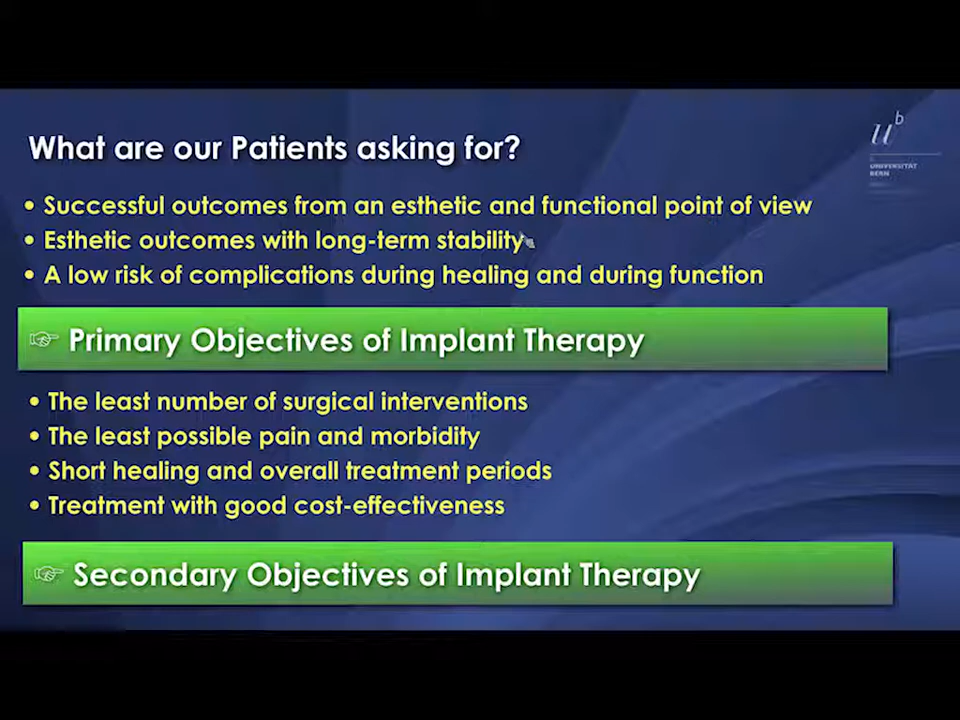 What are our Patients asking for?
u b
UNIVERSITÄT
BERN
• Successful outcomes from an esthetic and functional point of view
• Esthetic outcomes with long-term stability
• A low risk of complications during healing and during function
☞ Primary Objectives of Implant Therapy
• The least number of surgical interventions
• The least possible pain and morbidity
• Short healing and overall treatment periods
• Treatment with good cost-effectiveness
☞ Secondary Objectives of Implant Therapy